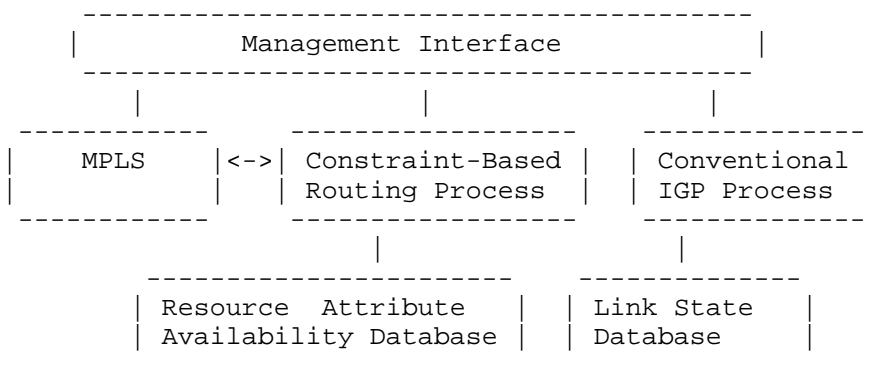 Management Interface
MPLS <-> Constraint-Based Conventional
Routing Process IGP Process
Resource Attribute Link State
Availability Database Database